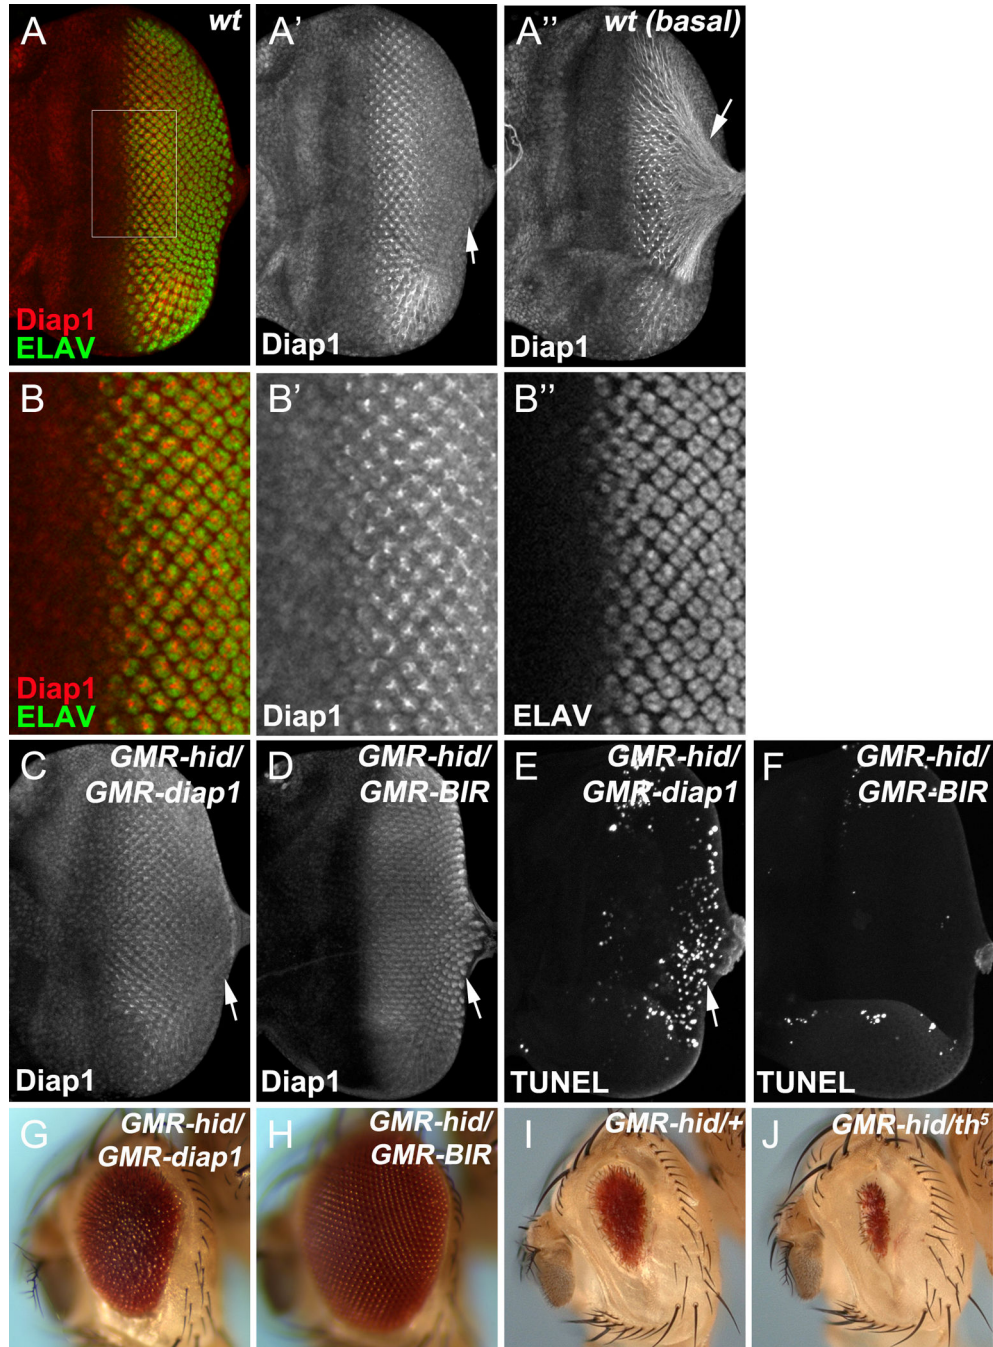 A wt
Diap1
ELAV
A’
Diap1
A’’ wt (basal)
Diap1
B
Diap1
ELAV
B’
Diap1
B’’
ELAV
C GMR-hid/
GMR-diap1
Diap1
D GMR-hid/
GMR-BIR
Diap1
E GMR-hid/
GMR-diap1
TUNEL
F GMR-hid/
GMR-BIR
TUNEL
G GMR-hid/
GMR-diap1
H GMR-hid/
GMR-BIR
I GMR-hid/+
J GMR-hid/th⁵